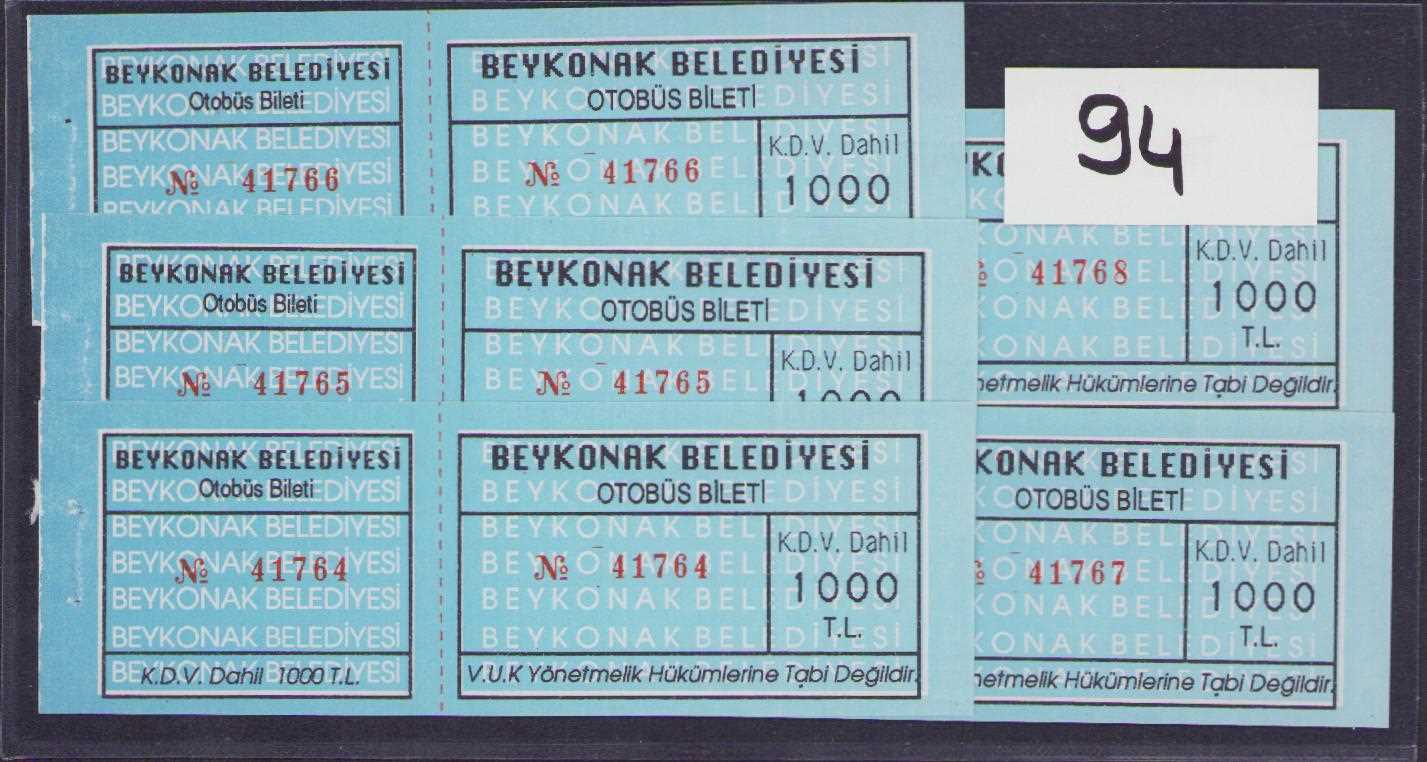 BEYKONAK BELEDİYESİ
Otobüs Bileti
№ 41766
BEYKONAK BELEDİYESİ
OTOBÜS BİLETİ
№ 41766
K.D.V. Dahil
1000
BEYKONAK BELEDİYESİ
Otobüs Bileti
№ 41765
BEYKONAK BELEDİYESİ
OTOBÜS BİLETİ
№ 41765
K.D.V. Dahil
1000
BEYKONAK BELEDİYESİ
Otobüs Bileti
№ 41764
K.D.V. Dahil 1000 T.L.
BEYKONAK BELEDİYESİ
OTOBÜS BİLETİ
№ 41764
K.D.V. Dahil
1000
T.L.
V.U.K Yönetmelik Hükümlerine Tabi Değildir.
94
41768
K.D.V. Dahil
1000
T.L.
netmelik Hükümlerine Tabi Değildir.
KONAK BELEDİYESİ
OTOBÜS BİLETİ
41767
K.D.V. Dahil
1000
T.L.
netmelik Hükümlerine Tabi Değildir.